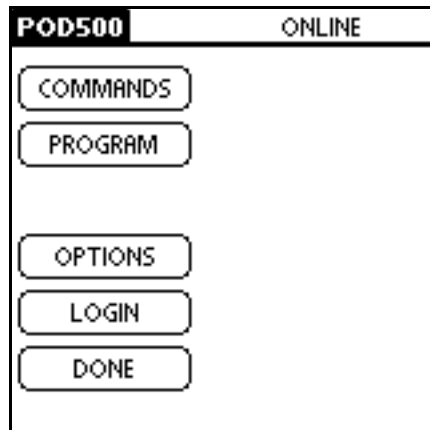 POD500 ONLINE
COMMANDS
PROGRAM
OPTIONS
LOGIN
DONE